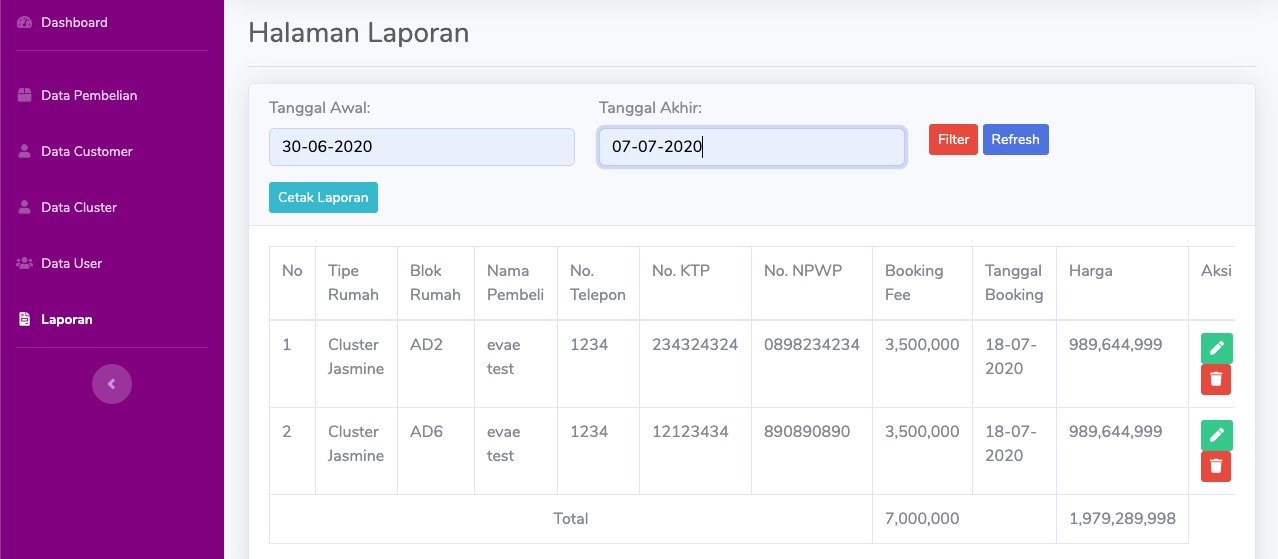 Dashboard
Data Pembelian
Data Customer
Data Cluster
Data User
Laporan
Halaman Laporan
Tanggal Awal:
Tanggal Akhir:
30-06-2020
07-07-2020
Filter
Refresh
Cetak Laporan
No
Tipe
Rumah
Blok
Rumah
Nama
Pembeli
No.
Telepon
No. KTP
No. NPWP
Booking
Fee
Tanggal
Booking
Harga
Aksi
1
Cluster
Jasmine
AD2
evae
test
1234
234324324
0898234234
3,500,000
18-07-
2020
989,644,999
2
Cluster
Jasmine
AD6
evae
test
1234
12123434
890890890
3,500,000
18-07-
2020
989,644,999
Total
7,000,000
1,979,289,998